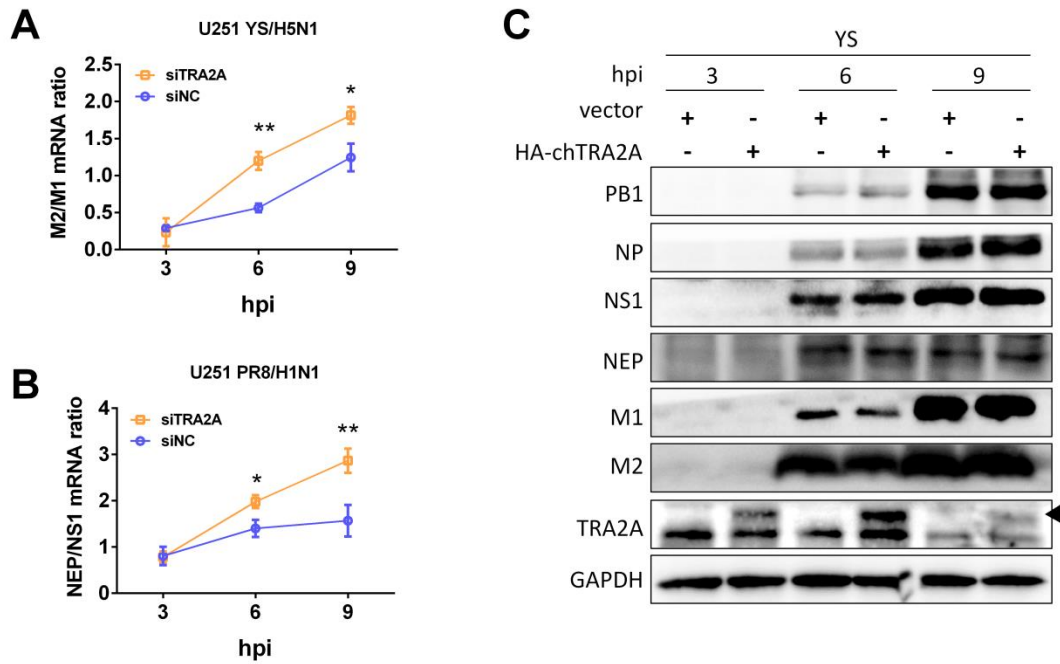 A
U251 YS/H5N1
M2/M1 mRNA ratio
2.5
2.0
1.5
1.0
0.5
0.0
siTRA2A
siNC
**
*
3 6 9
hpi
B
U251 PR8/H1N1
NEP/NS1 mRNA ratio
4
3
2
1
0
siTRA2A
siNC
*
**
3 6 9
hpi
C
YS
hpi 3 6 9
vector + - + - + -
HA-chTRA2A - + - + - +
PB1
NP
NS1
NEP
M1
M2
TRA2A
GAPDH